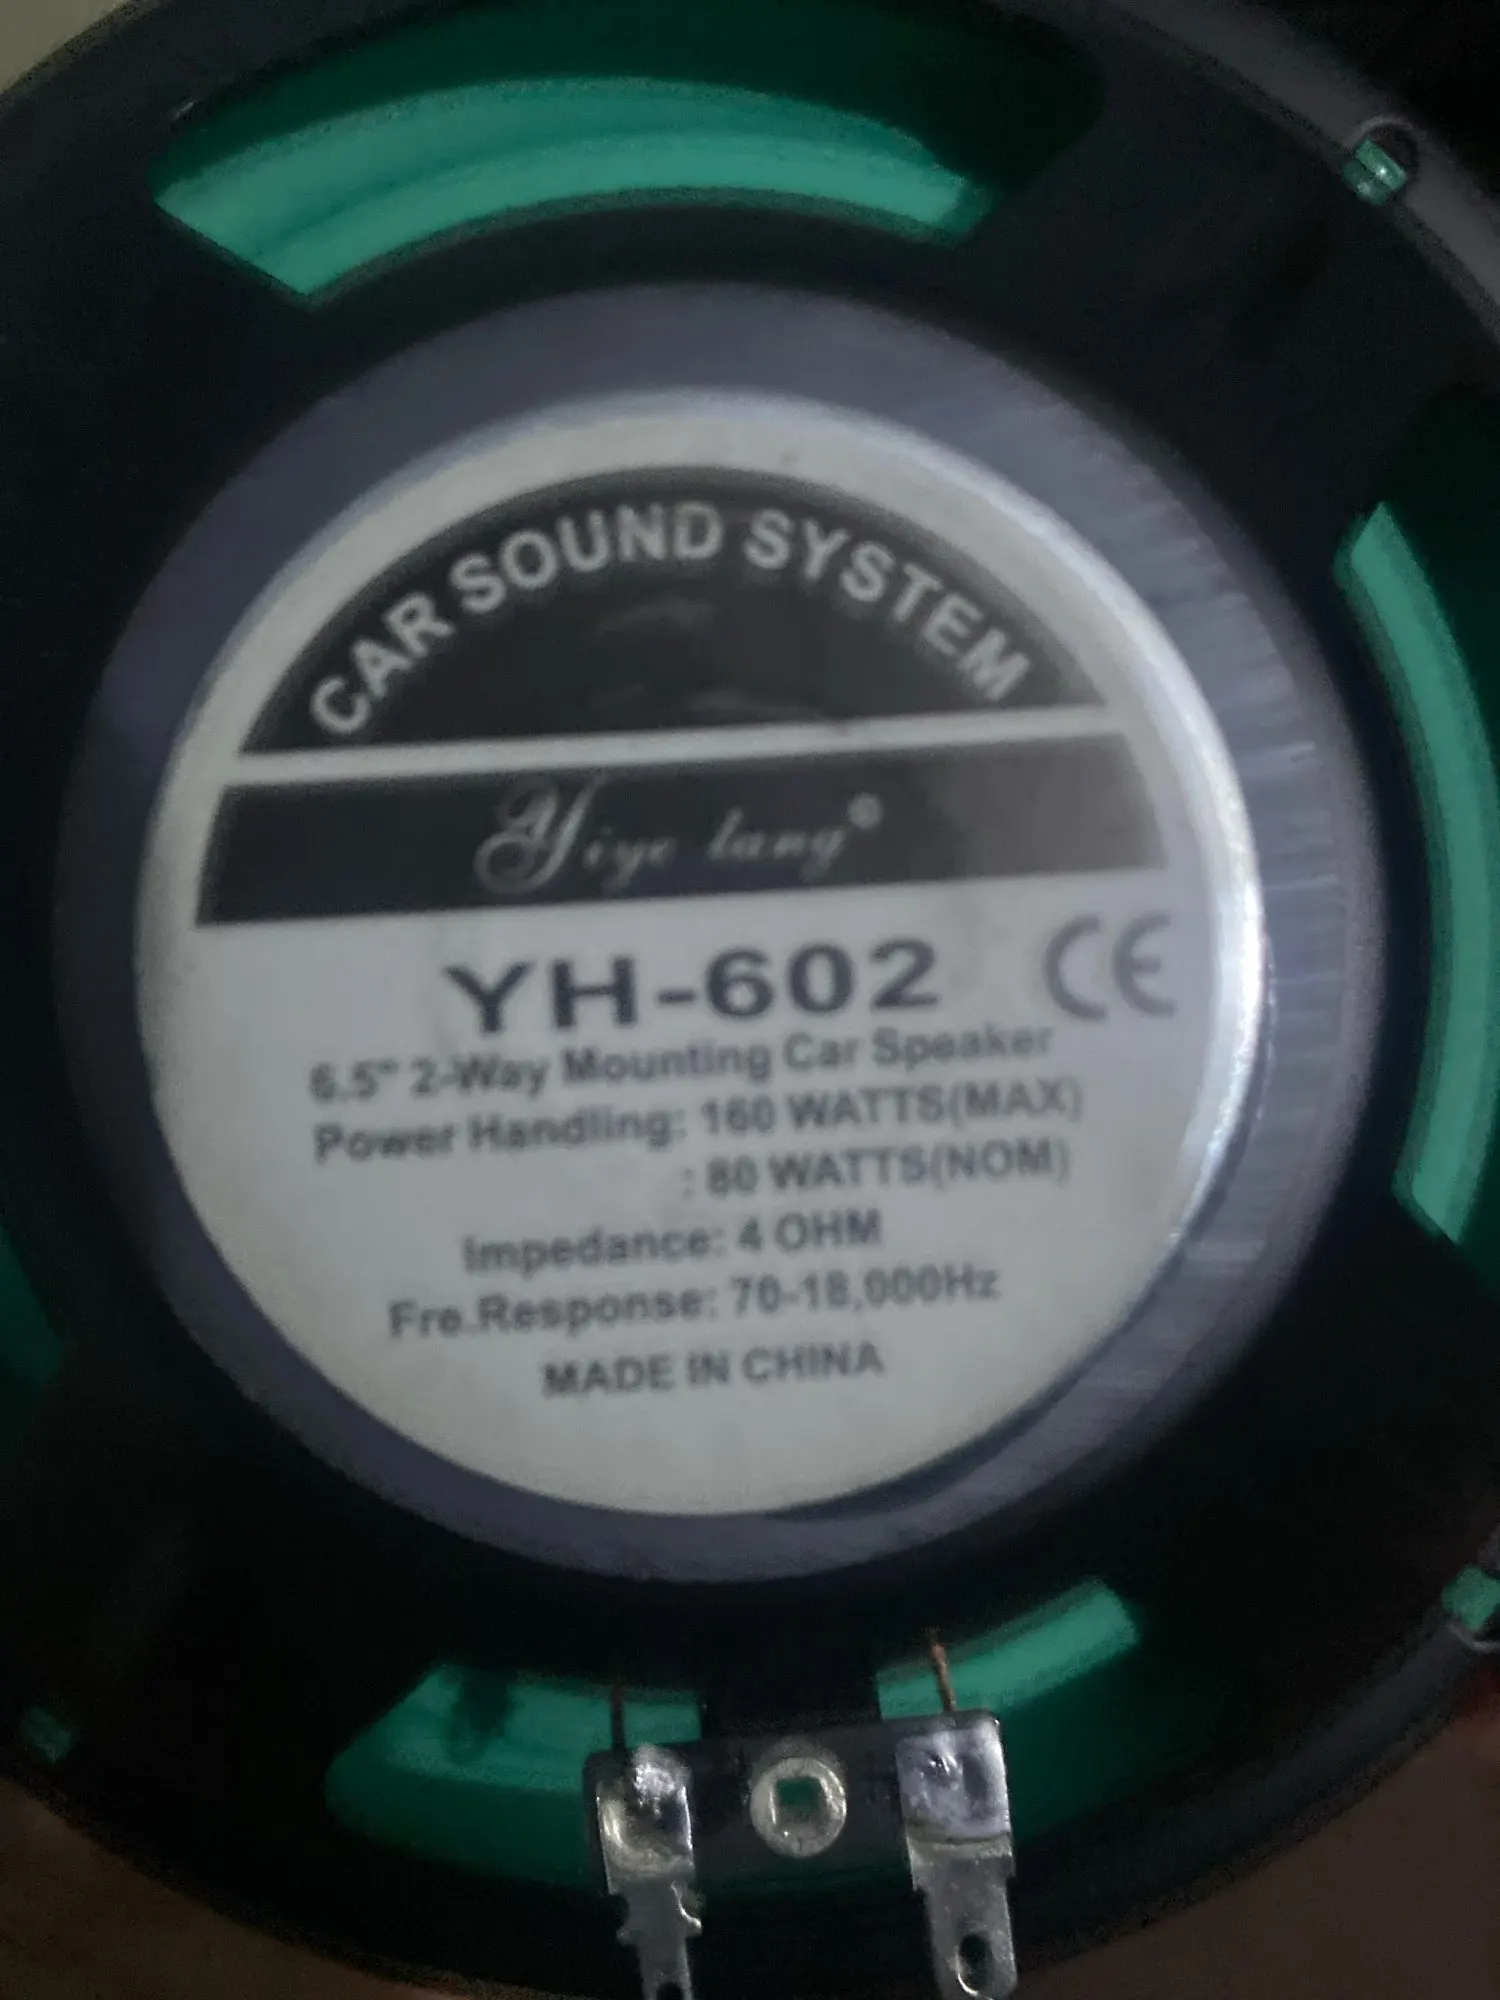 CAR SOUND SYSTEM
Yiye lang®
YH-602 CE
6.5" 2-Way Mounting Car Speaker
Power Handling: 160 WATTS(MAX)
: 80 WATTS(NOM)
Impedance: 4 OHM
Fre.Response: 70-18,000Hz
MADE IN CHINA